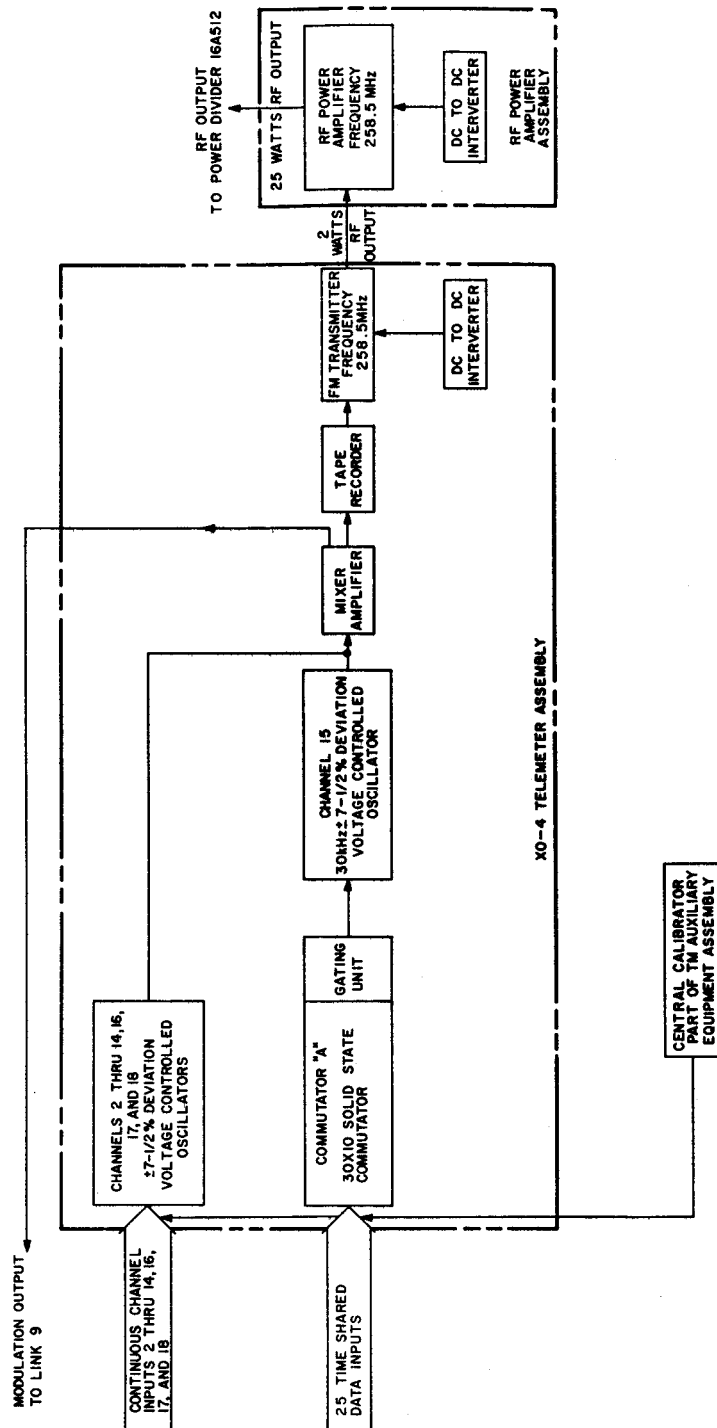 MODULATION OUTPUT
TO LINK 9
CONTINUOUS CHANNEL
INPUTS 2 THRU 14,16,
17, AND 18
25 TIME SHARED
DATA INPUTS
CHANNELS 2 THRU 14,16,
17, AND 18
±7-1/2% DEVIATION
VOLTAGE CONTROLLED
OSCILLATORS
COMMUTATOR "A"
30X10 SOLID STATE
COMMUTATOR
GATING
UNIT
CHANNEL 15
30kHz±7-1/2% DEVIATION
VOLTAGE CONTROLLED
OSCILLATOR
MIXER
AMPLIFIER
TAPE
RECORDER
FM TRANSMITTER
FREQUENCY
258.5MHz
DC TO DC
INTERVERTER
XO-4 TELEMETER ASSEMBLY
CENTRAL CALIBRATOR
PART OF TM AUXILIARY
EQUIPMENT ASSEMBLY
2
WATTS
RF
OUTPUT
RF OUTPUT
TO POWER DIVIDER 16A512
25 WATTS RF OUTPUT
RF POWER
AMPLIFIER
FREQUENCY
258.5 MHz
DC TO DC
INTERVERTER
RF POWER
AMPLIFIER
ASSEMBLY